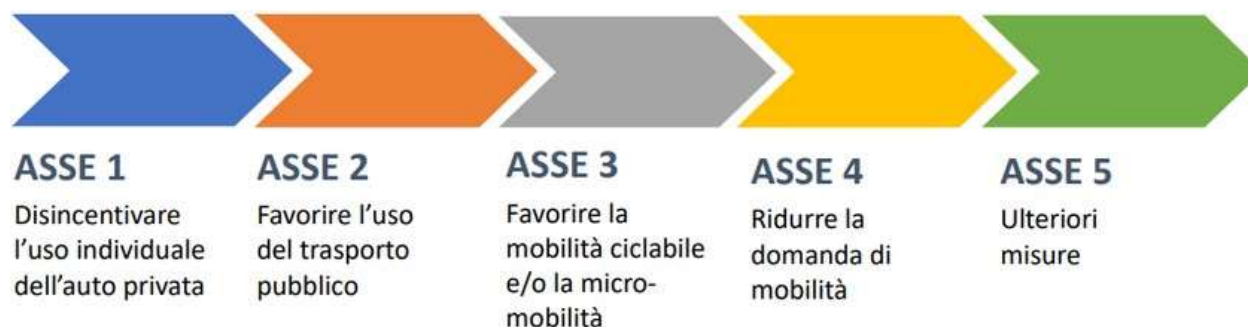 ASSE 1
Disincentivare
l'uso individuale
dell'auto privata
ASSE 2
Favorire l'uso
del trasporto
pubblico
ASSE 3
Favorire la
mobilità ciclabile
e/o la micro-
mobilità
ASSE 4
Ridurre la
domanda di
mobilità
ASSE 5
Ulteriori
misure